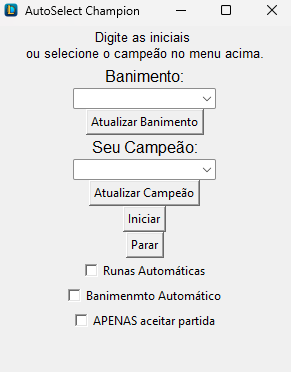 AutoSelect Champion
Digite as iniciais
ou selecione o campeão no menu acima.
Banimento:
Atualizar Banimento
Seu Campeão:
Atualizar Campeão
Iniciar
Parar
Runas Automáticas
Banimenmto Automático
APENAS aceitar partida